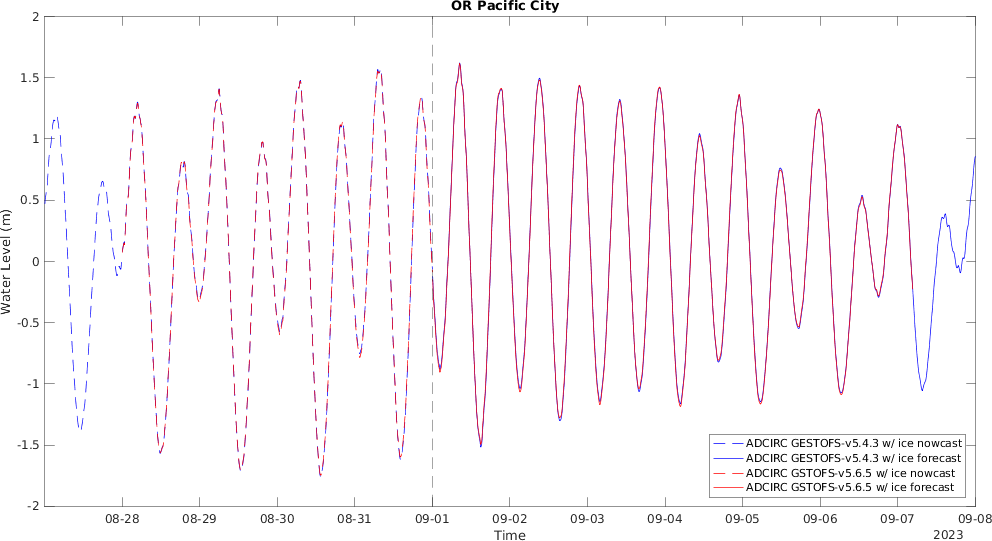 OR Pacific City
2
1.5
1
0.5
0
-0.5
-1
-1.5
-2
Water Level (m)
08-28 08-29 08-30 08-31 09-01 09-02 09-03 09-04 09-05 09-06 09-07 09-08
Time
2023
ADCIRC GESTOFS-v5.4.3 w/ ice nowcast
ADCIRC GESTOFS-v5.4.3 w/ ice forecast
ADCIRC GSTOFS-v5.6.5 w/ ice nowcast
ADCIRC GSTOFS-v5.6.5 w/ ice forecast